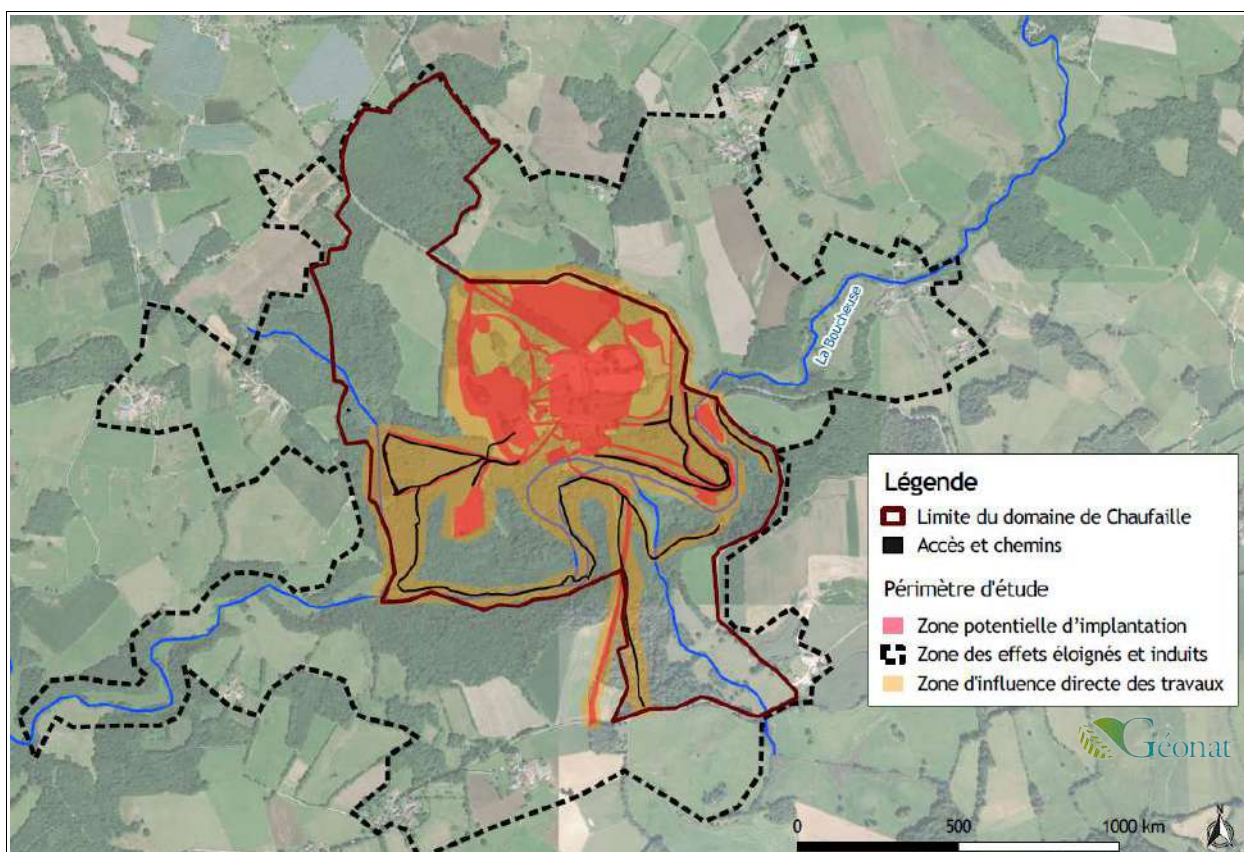 La Boucheuse
Légende
Limite du domaine de Chaufaille
Accès et chemins
Périmètre d'étude
Zone potentielle d'implantation
Zone des effets éloignés et induits
Zone d'influence directe des travaux
Géonat
0 500 1000 km
N